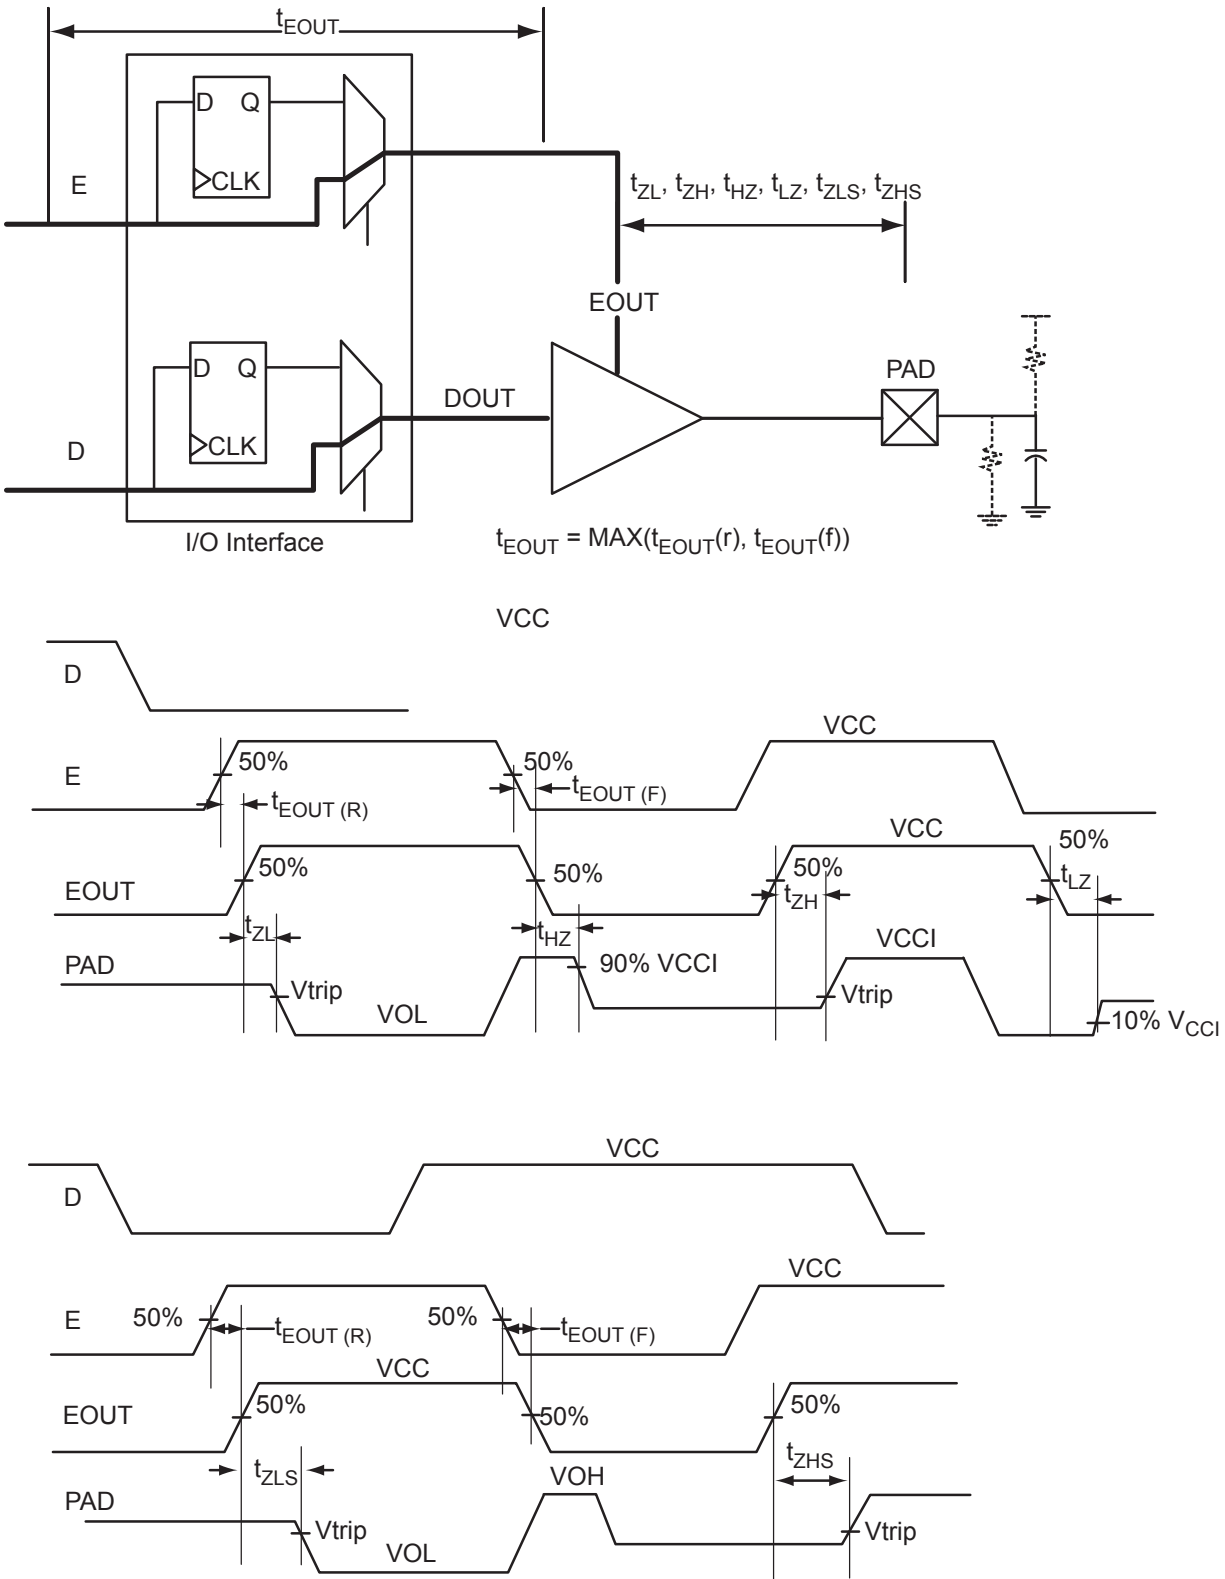 tEOUT
D Q
CLK
E
tZL, tZH, tHZ, tLZ, tZLS, tZHS
EOUT
D Q
CLK
D
DOUT
PAD
I/O Interface
tEOUT = MAX(tEOUT(r), tEOUT(f))
VCC
D
VCC
E
50%
50%
tEOUT (R)
tEOUT (F)
VCC
50%
EOUT
50%
50%
50%
tZL
tHZ
tZH
tLZ
PAD
VCCI
90% VCCI
Vtrip
Vtrip
VOL
10% VCCI
VCC
D
VCC
E
50%
50%
tEOUT (R)
tEOUT (F)
VCC
EOUT
50%
50%
50%
tZLS
tZHS
PAD
VOH
Vtrip
Vtrip
VOL